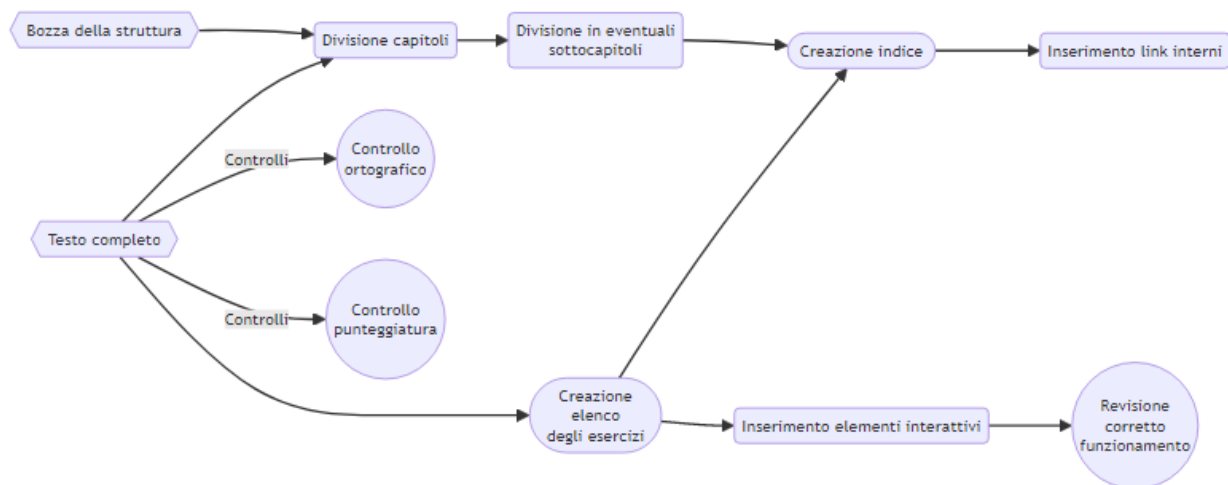 Bozza della struttura
Divisione capitoli
Divisione in eventuali
sottocapitoli
Creazione indice
Inserimento link interni
Controlli
Controllo
ortografico
Testo completo
Controlli
Controllo
punteggiatura
Creazione
elenco
degli esercizi
Inserimento elementi interattivi
Revisione
corretto
funzionamento